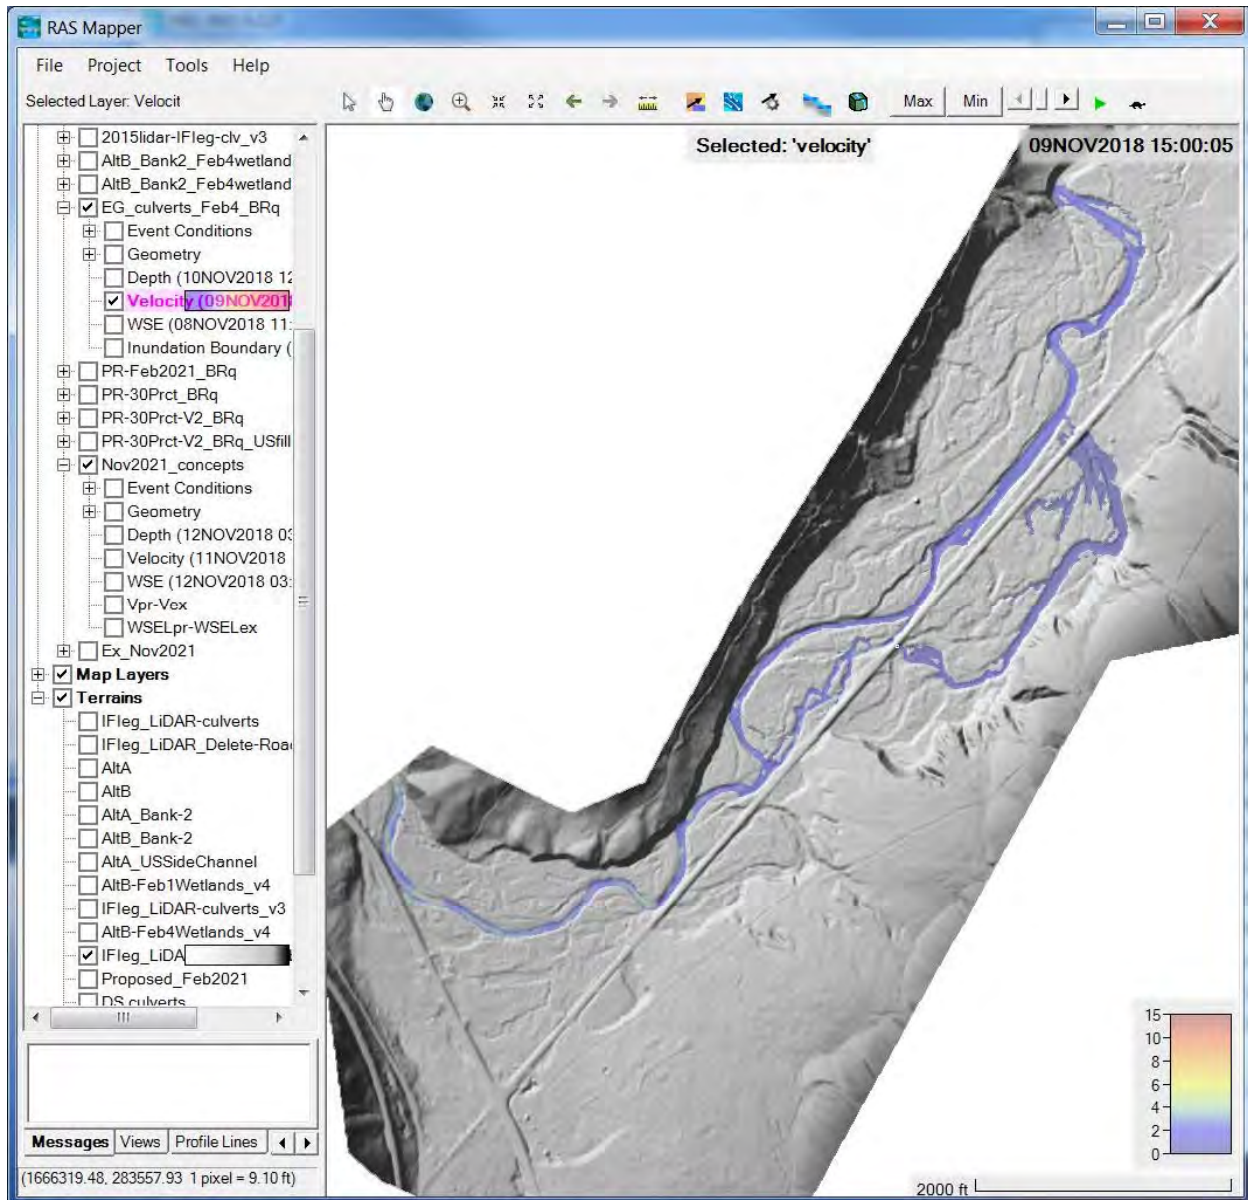 RAS Mapper
File Project Tools Help
Selected Layer: Velocit
Max Min
2015lidar-IFleg-clv_v3
AltB_Bank2_Feb4wetland
AltB_Bank2_Feb4wetland
EG_culverts_Feb4_BRq
Event Conditions
Geometry
Depth (10NOV2018 12
Velocity (09NOV201
WSE (08NOV2018 11:
Inundation Boundary (
PR-Feb2021_BRq
PR-30Prct_BRq
PR-30Prct-V2_BRq
PR-30Prct-V2_BRq_USfill
Nov2021_concepts
Event Conditions
Geometry
Depth (12NOV2018 03:
Velocity (11NOV2018
WSE (12NOV2018 03:
Vpr-Vex
WSELpr-WSELex
Ex_Nov2021
Map Layers
Terrains
IFleg_LiDAR-culverts
IFleg_LiDAR_Delete-Road
AltA
AltB
AltA_Bank-2
AltB_Bank-2
AltA_USSideChannel
AltB-Feb1Wetlands_v4
IFleg_LiDAR-culverts_v3
AltB-Feb4Wetlands_v4
IFleg_LiDA
Proposed_Feb2021
DS culverts
Messages Views Profile Lines
(1666319.48, 283557.93 1 pixel = 9.10 ft)
Selected: 'velocity'
09NOV2018 15:00:05
15
10
8
6
4
2
0
2000 ft